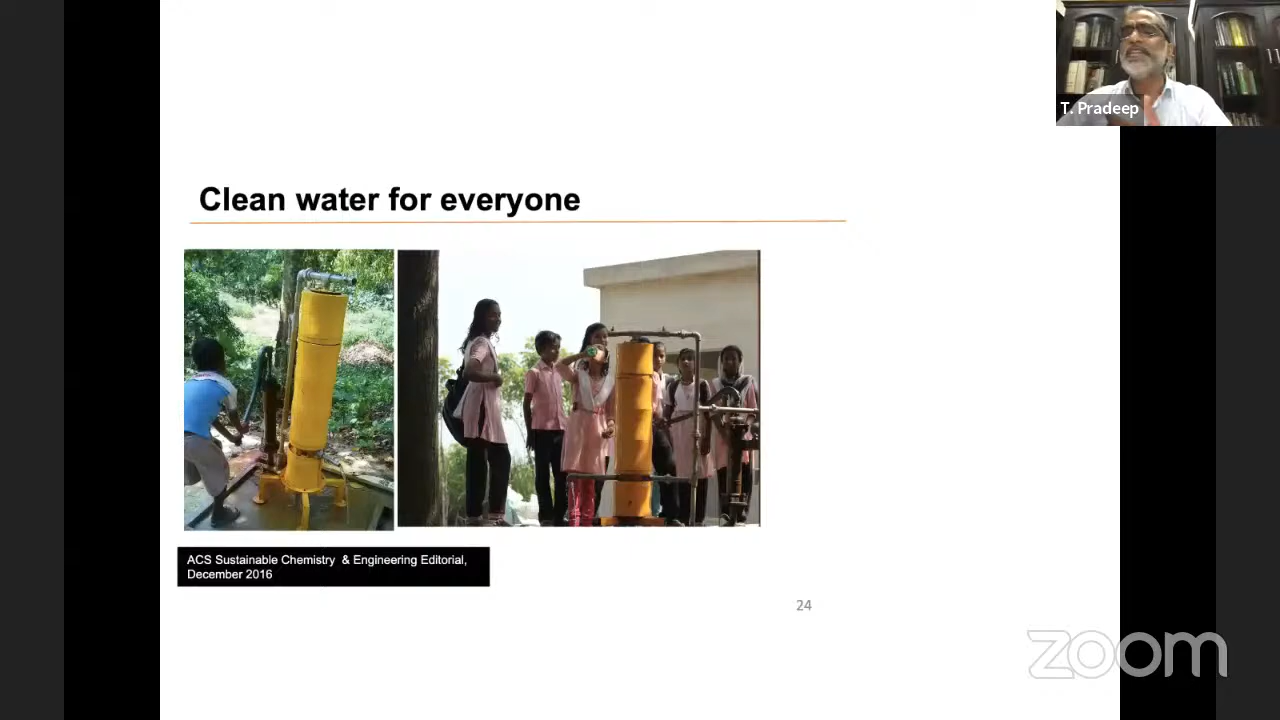 T. Pradeep
Clean water for everyone
ACS Sustainable Chemistry & Engineering Editorial,
December 2016
24
zoom